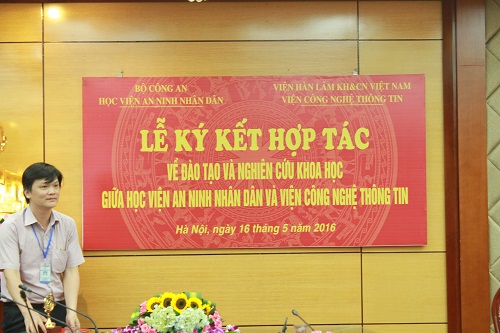 BỘ CÔNG AN
HỌC VIỆN AN NINH NHÂN DÂN
VIỆN HÀN LÂM KH&CN VIỆT NAM
VIỆN CÔNG NGHỆ THÔNG TIN
LỄ KÝ KẾT HỢP TÁC
VỀ ĐÀO TẠO VÀ NGHIÊN CỨU KHOA HỌC
GIỮA HỌC VIỆN AN NINH NHÂN DÂN VÀ VIỆN CÔNG NGHỆ THÔNG TIN
Hà Nội, ngày 16 tháng 5 năm 2016